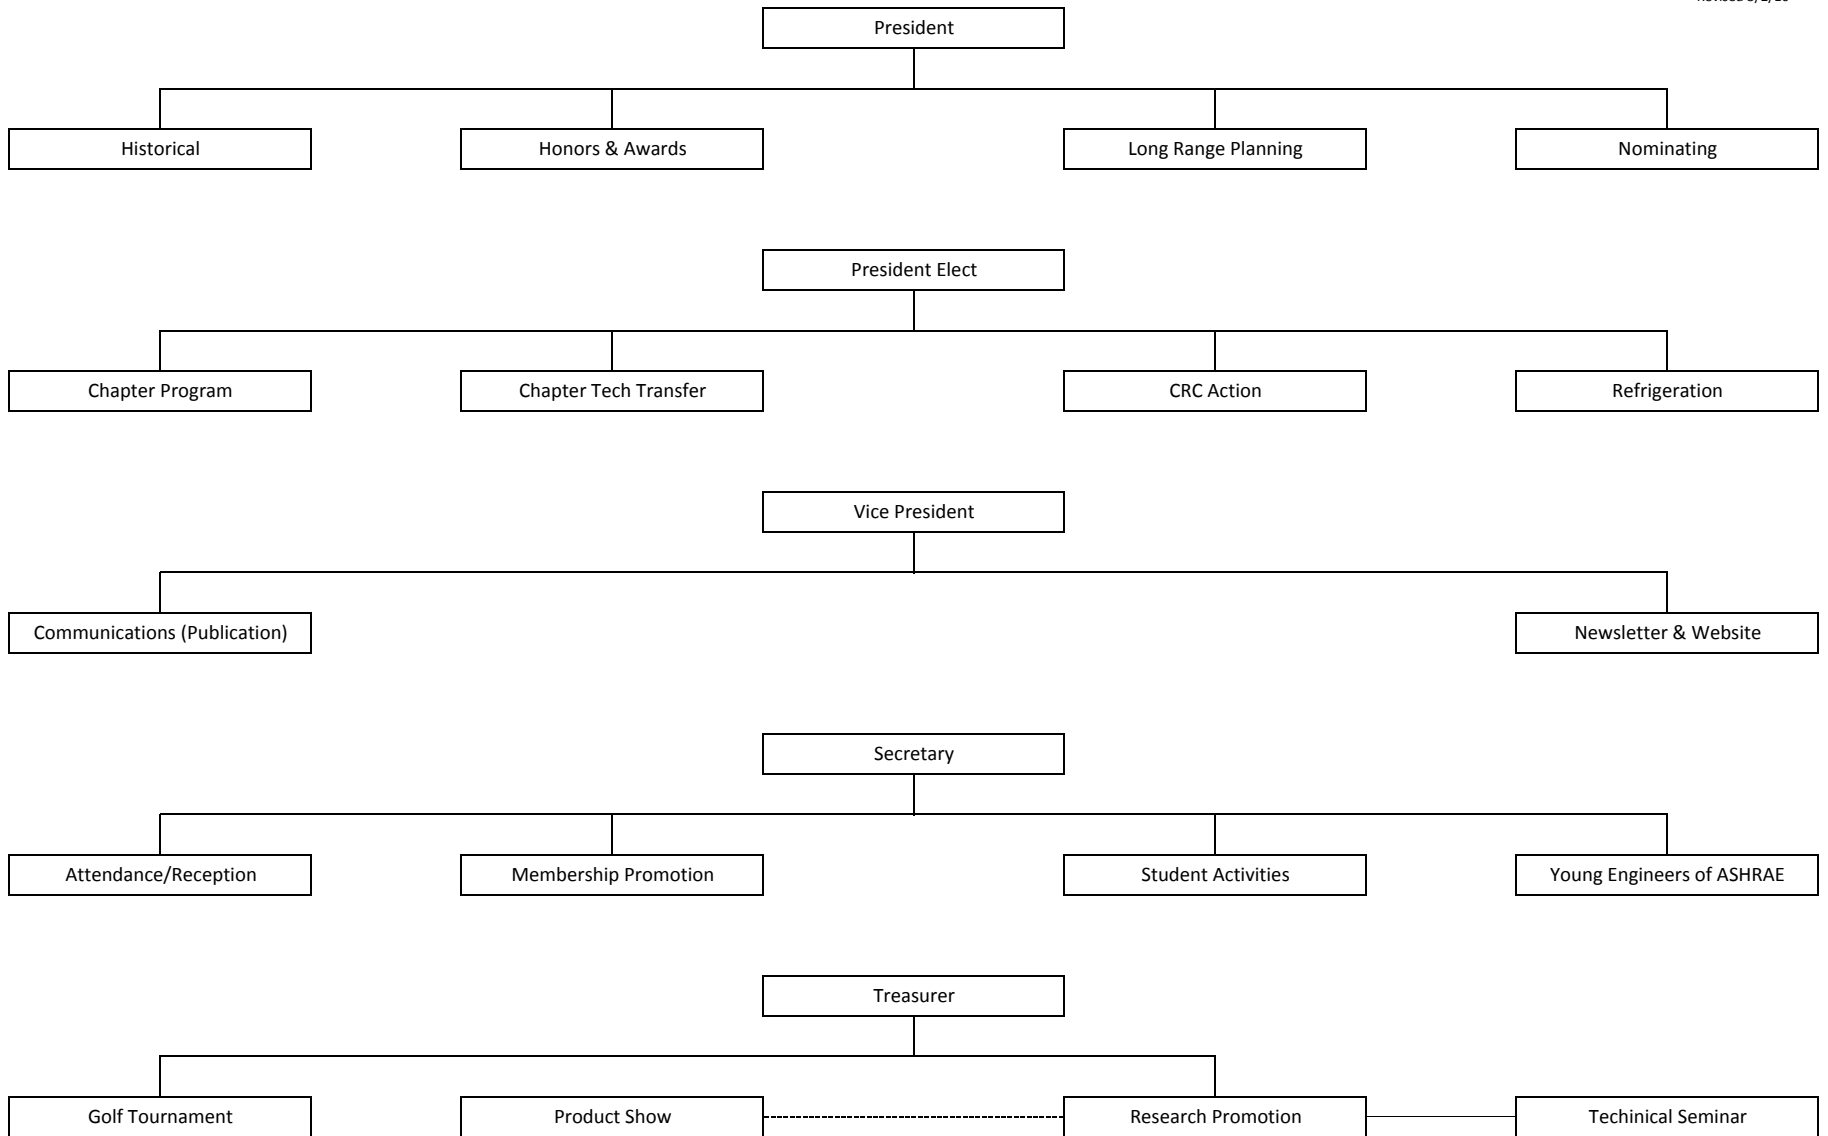 President
Historical
Honors & Awards
Long Range Planning
Nominating
President Elect
Chapter Program
Chapter Tech Transfer
CRC Action
Refrigeration
Vice President
Communications (Publication)
Newsletter & Website
Secretary
Attendance/Reception
Membership Promotion
Student Activities
Young Engineers of ASHRAE
Treasurer
Golf Tournament
Product Show
Research Promotion
Techinical Seminar